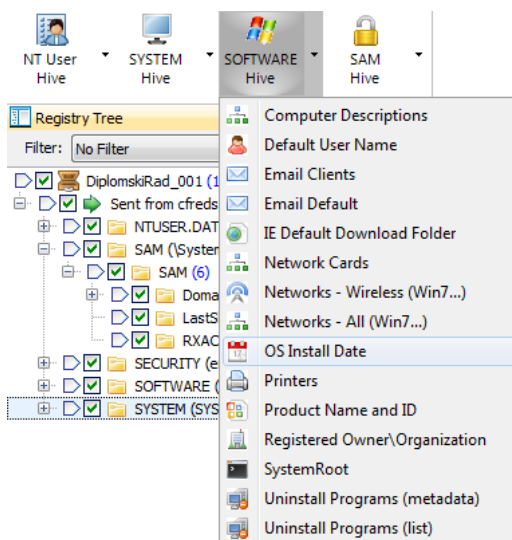 NT User Hive
SYSTEM Hive
SOFTWARE Hive
SAM Hive
Registry Tree
Filter: No Filter
DiplomskiRad_001 (1
Sent from cfreds
NTUSER.DAT
SAM (\System
SAM (6)
Doma
LastS
RXAC
SECURITY (e
SOFTWARE (
SYSTEM (SYS
Computer Descriptions
Default User Name
Email Clients
Email Default
IE Default Download Folder
Network Cards
Networks - Wireless (Win7...)
Networks - All (Win7...)
OS Install Date
Printers
Product Name and ID
Registered Owner\Organization
SystemRoot
Uninstall Programs (metadata)
Uninstall Programs (list)